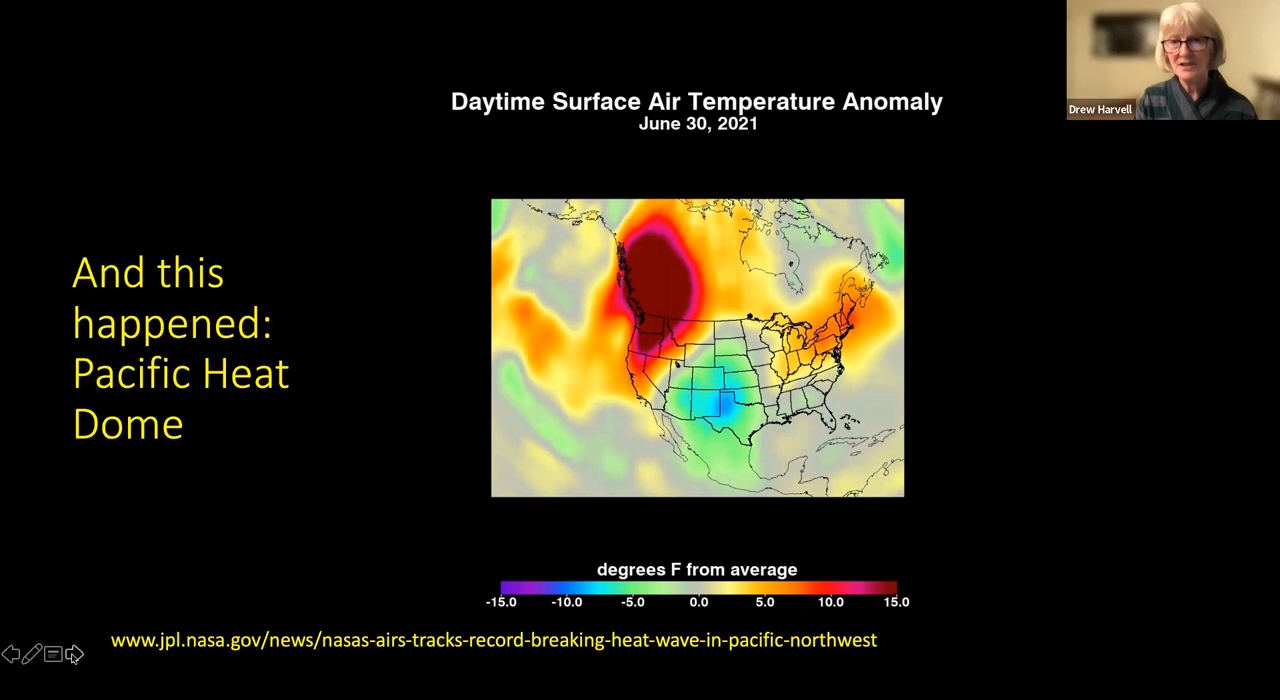 Drew Harvell
Daytime Surface Air Temperature Anomaly
June 30, 2021
And this
happened:
Pacific Heat
Dome
degrees F from average
-15.0 -10.0 -5.0 0.0 5.0 10.0 15.0
www.jpl.nasa.gov/news/nasas-airs-tracks-record-breaking-heat-wave-in-pacific-northwest